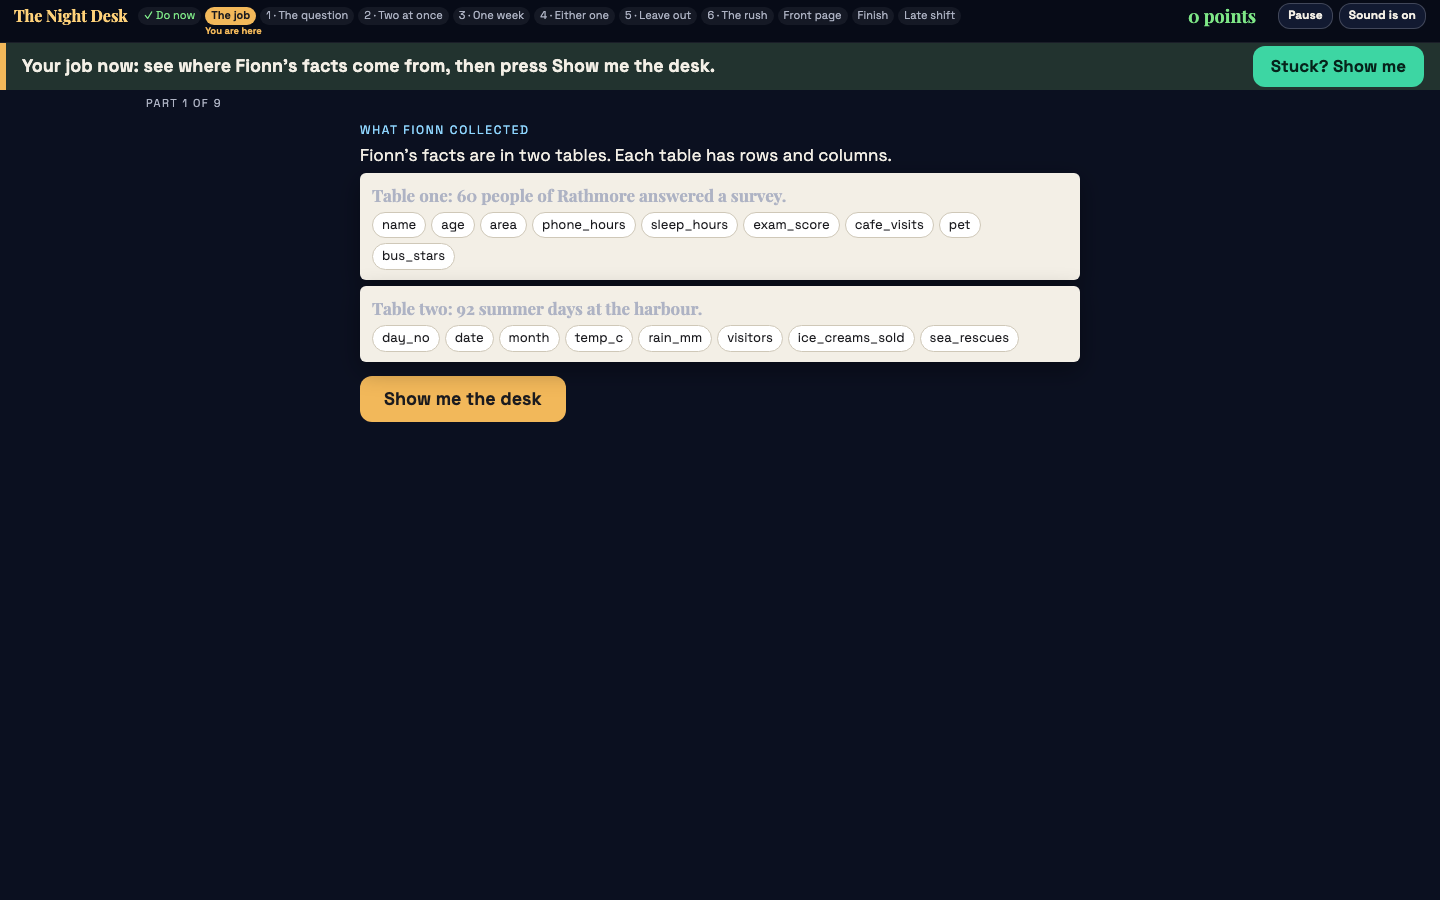 The Night Desk ✓ Do now The job 1 · The question 2 · Two at once 3 · One week 4 · Either one 5 · Leave out 6 · The rush Front page Finish Late shift 0 points Pause Sound is on
You are here
Your job now: see where Fionn's facts come from, then press Show me the desk. Stuck? Show me
PART 1 OF 9
WHAT FIONN COLLECTED
Fionn's facts are in two tables. Each table has rows and columns.
Table one: 60 people of Rathmore answered a survey.
name age area phone_hours sleep_hours exam_score cafe_visits pet
bus_stars
Table two: 92 summer days at the harbour.
day_no date month temp_c rain_mm visitors ice_creams_sold sea_rescues
Show me the desk